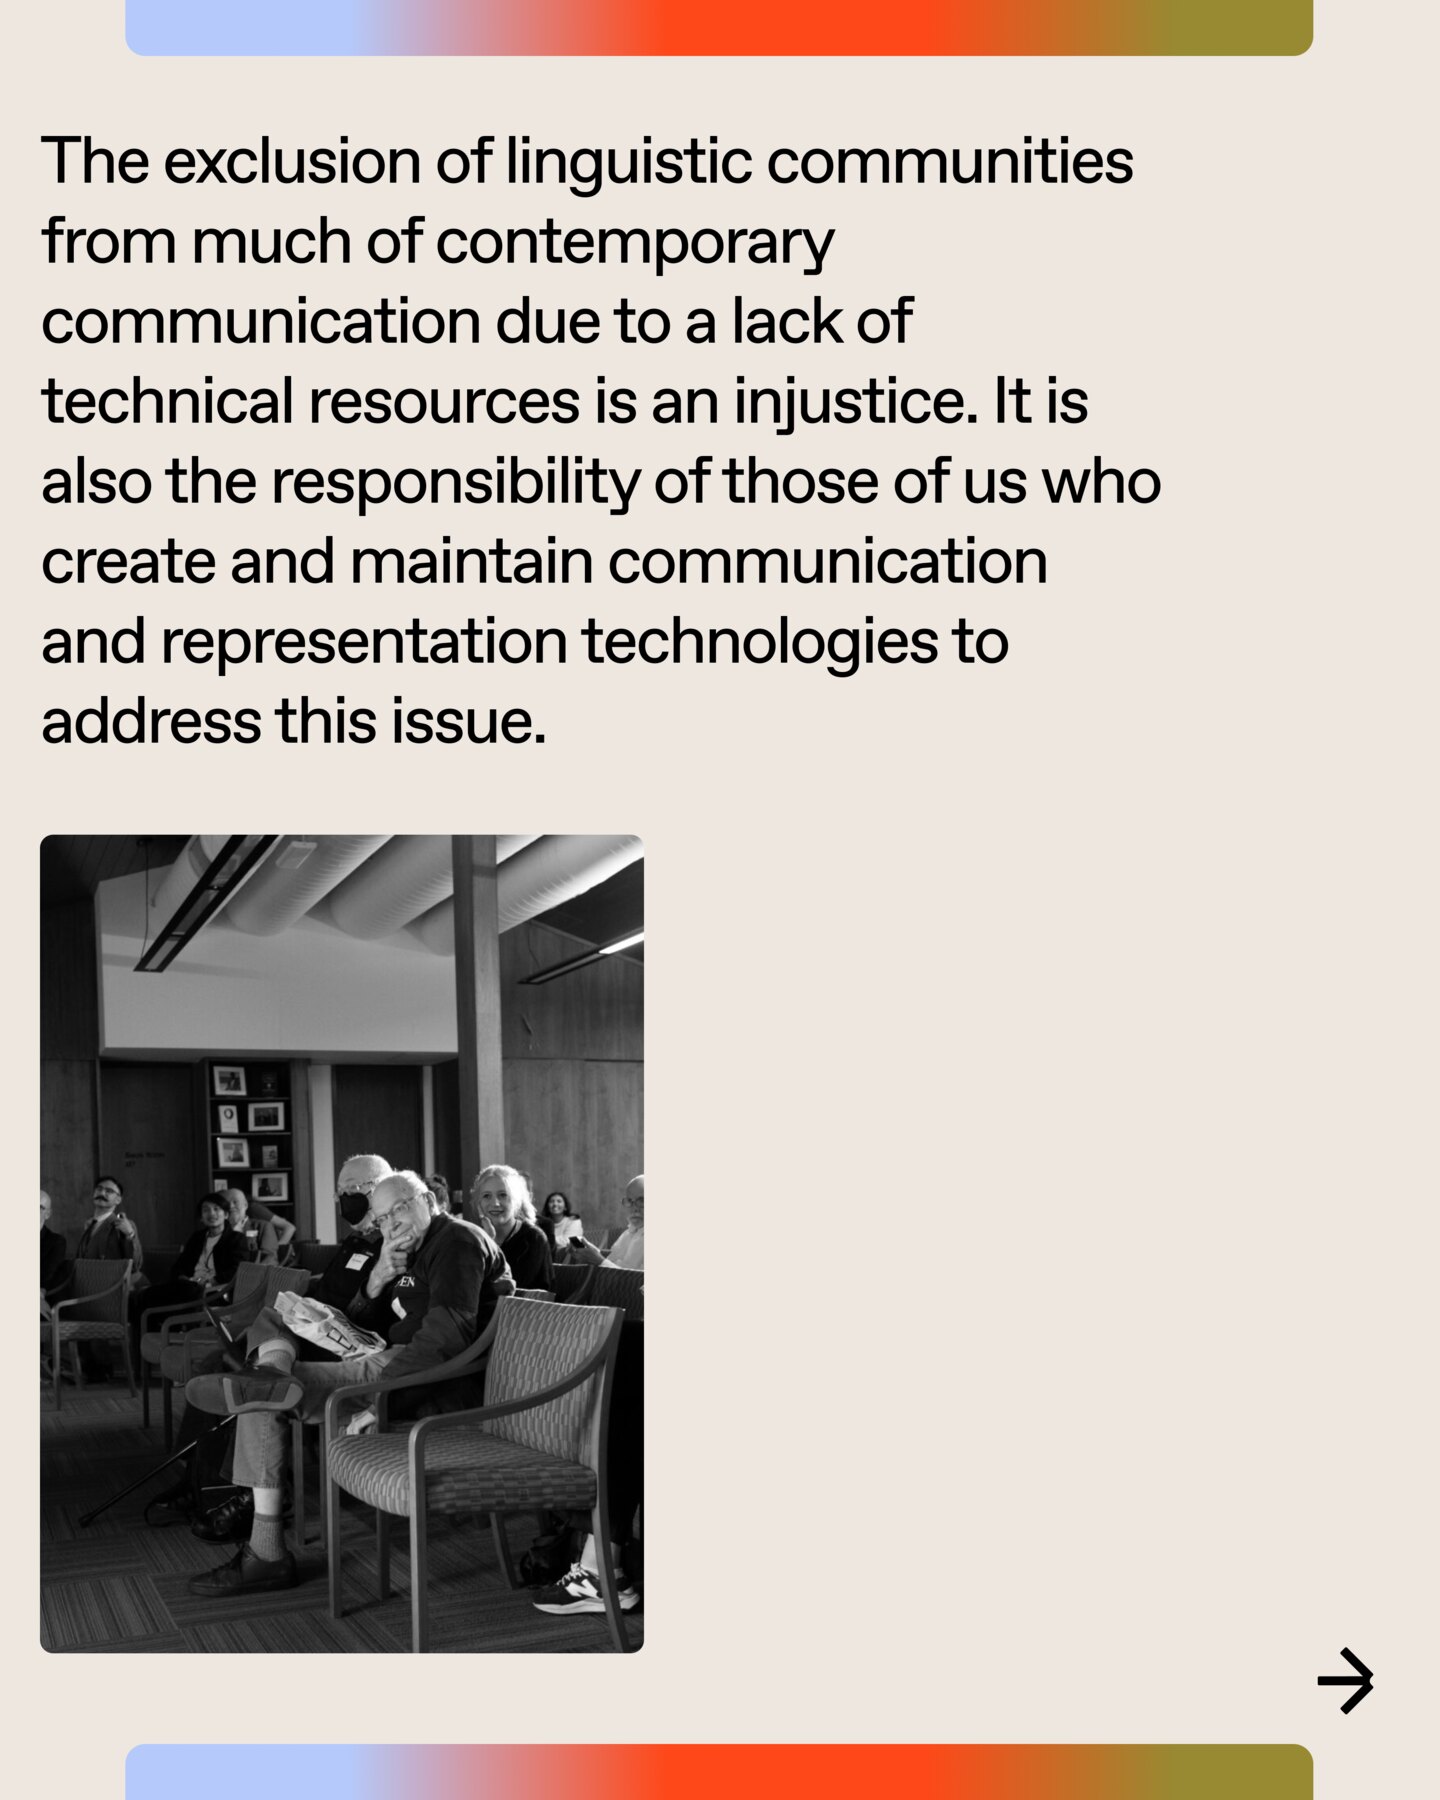 The exclusion of linguistic communities
from much of contemporary
communication due to a lack of
technical resources is an injustice. It is
also the responsibility of those of us who
create and maintain communication
and representation technologies to
address this issue.